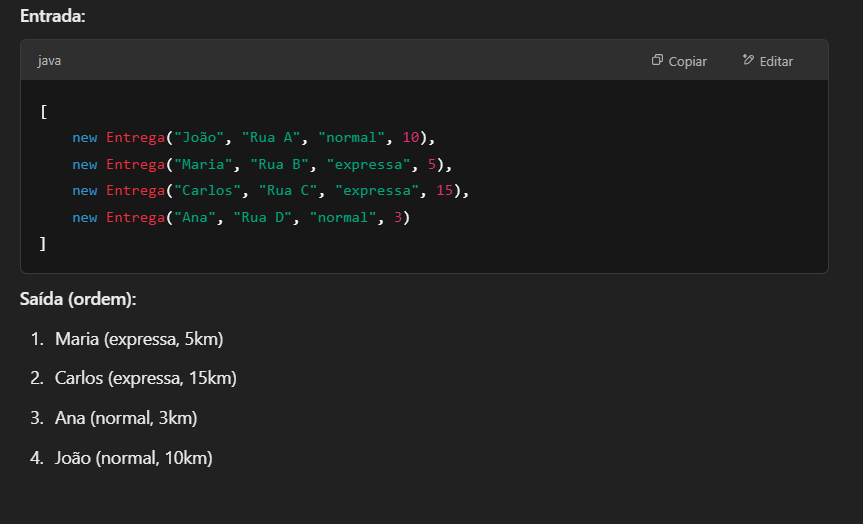 Entrada:
java Copiar Editar
[
new Entrega("João", "Rua A", "normal", 10),
new Entrega("Maria", "Rua B", "expressa", 5),
new Entrega("Carlos", "Rua C", "expressa", 15),
new Entrega("Ana", "Rua D", "normal", 3)
]
Saída (ordem):
1. Maria (expressa, 5km)
2. Carlos (expressa, 15km)
3. Ana (normal, 3km)
4. João (normal, 10km)